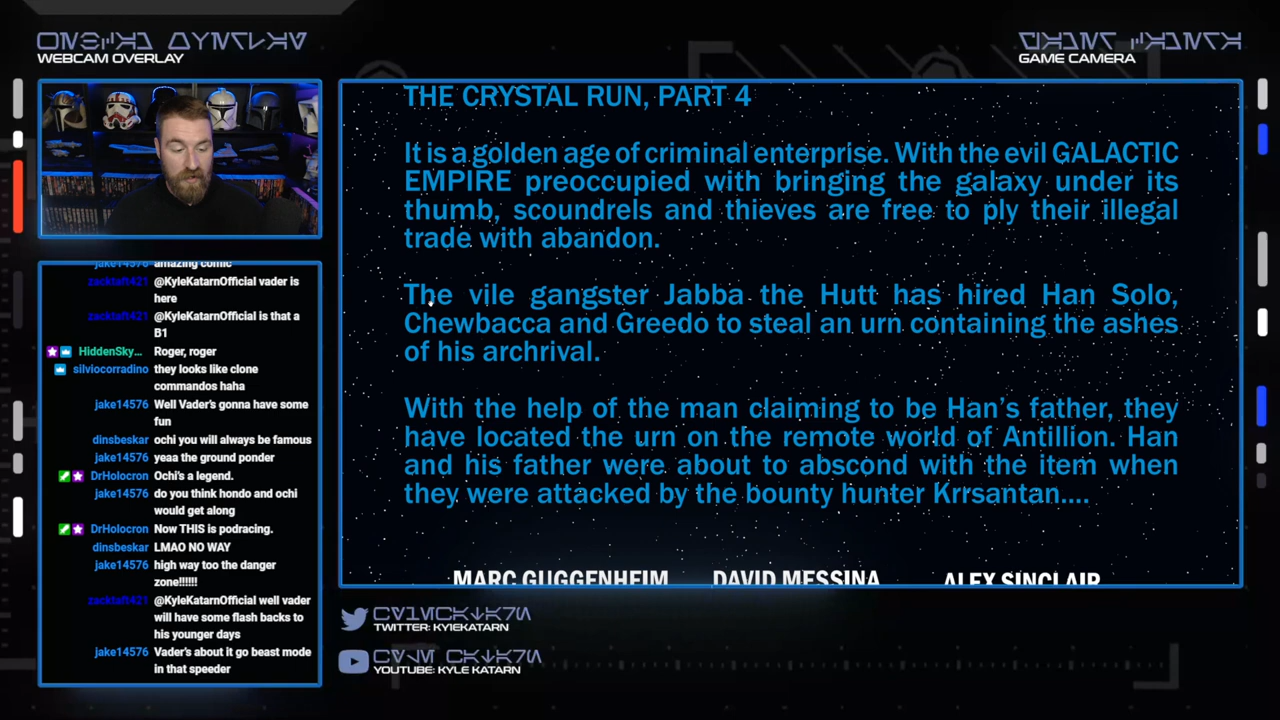 WEBCAM OVERLAY
GAME CAMERA
jake14576 amazing comic
zacktaft421 @KyleKatarnOfficial vader is
here
zacktaft421 @KyleKatarnOfficial is that a
B1
HiddenSky... Roger, roger
silviocorradino they looks like clone
commandos haha
jake14576 Well Vader's gonna have some
fun
dinsbeskar ochi you will always be famous
jake14576 yeaa the ground ponder
DrHolocron Ochi's a legend.
jake14576 do you think hondo and ochi
would get along
DrHolocron Now THIS is podracing.
dinsbeskar LMAO NO WAY
jake14576 high way too the danger
zone!!!!!!
zacktaft421 @KyleKatarnOfficial well vader
will have some flash backs to
his younger days
jake14576 Vader's about it go beast mode
in that speeder
THE CRYSTAL RUN, PART 4
It is a golden age of criminal enterprise. With the evil GALACTIC
EMPIRE preoccupied with bringing the galaxy under its
thumb, scoundrels and thieves are free to ply their illegal
trade with abandon.
The vile gangster Jabba the Hutt has hired Han Solo,
Chewbacca and Greedo to steal an urn containing the ashes
of his archrival.
With the help of the man claiming to be Han's father, they
have located the urn on the remote world of Antillion. Han
and his father were about to abscond with the item when
they were attacked by the bounty hunter Krrsantan....
MARC GUGGENHEIM DAVID MESSINA ALEX SINCLAIR
TWITTER: KYlEKATARN
YOUTUBE: KYLE KATARN